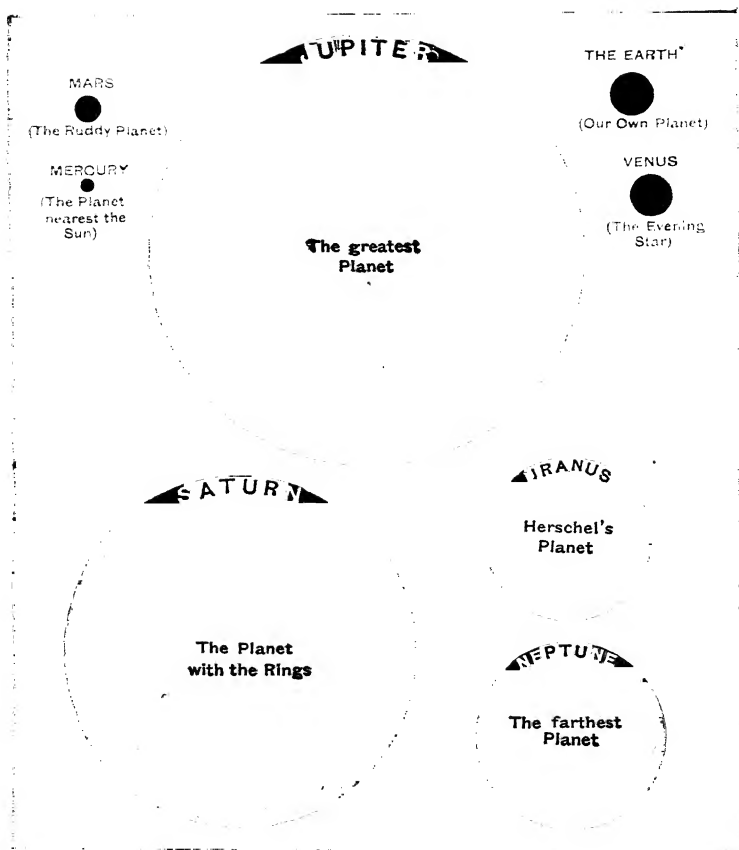 JUPITER
MARS
(The Ruddy Planet)
MERCURY
(The Planet
nearest the
Sun)
THE EARTH
(Our Own Planet)
VENUS
(The Evening
Star)
The greatest
Planet
SATURN
The Planet
with the Rings
URANUS
Herschel's
Planet
NEPTUNE
The farthest
Planet